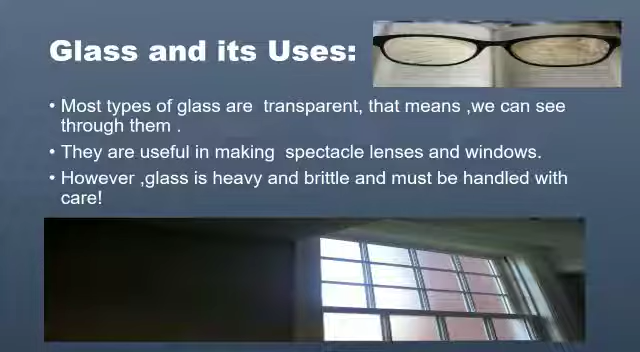 Glass and its Uses:
• Most types of glass are  transparent, that means ,we can see
through them .
• They are useful in making  spectacle lenses and windows.
• However ,glass is heavy and brittle and must be handled with
care!